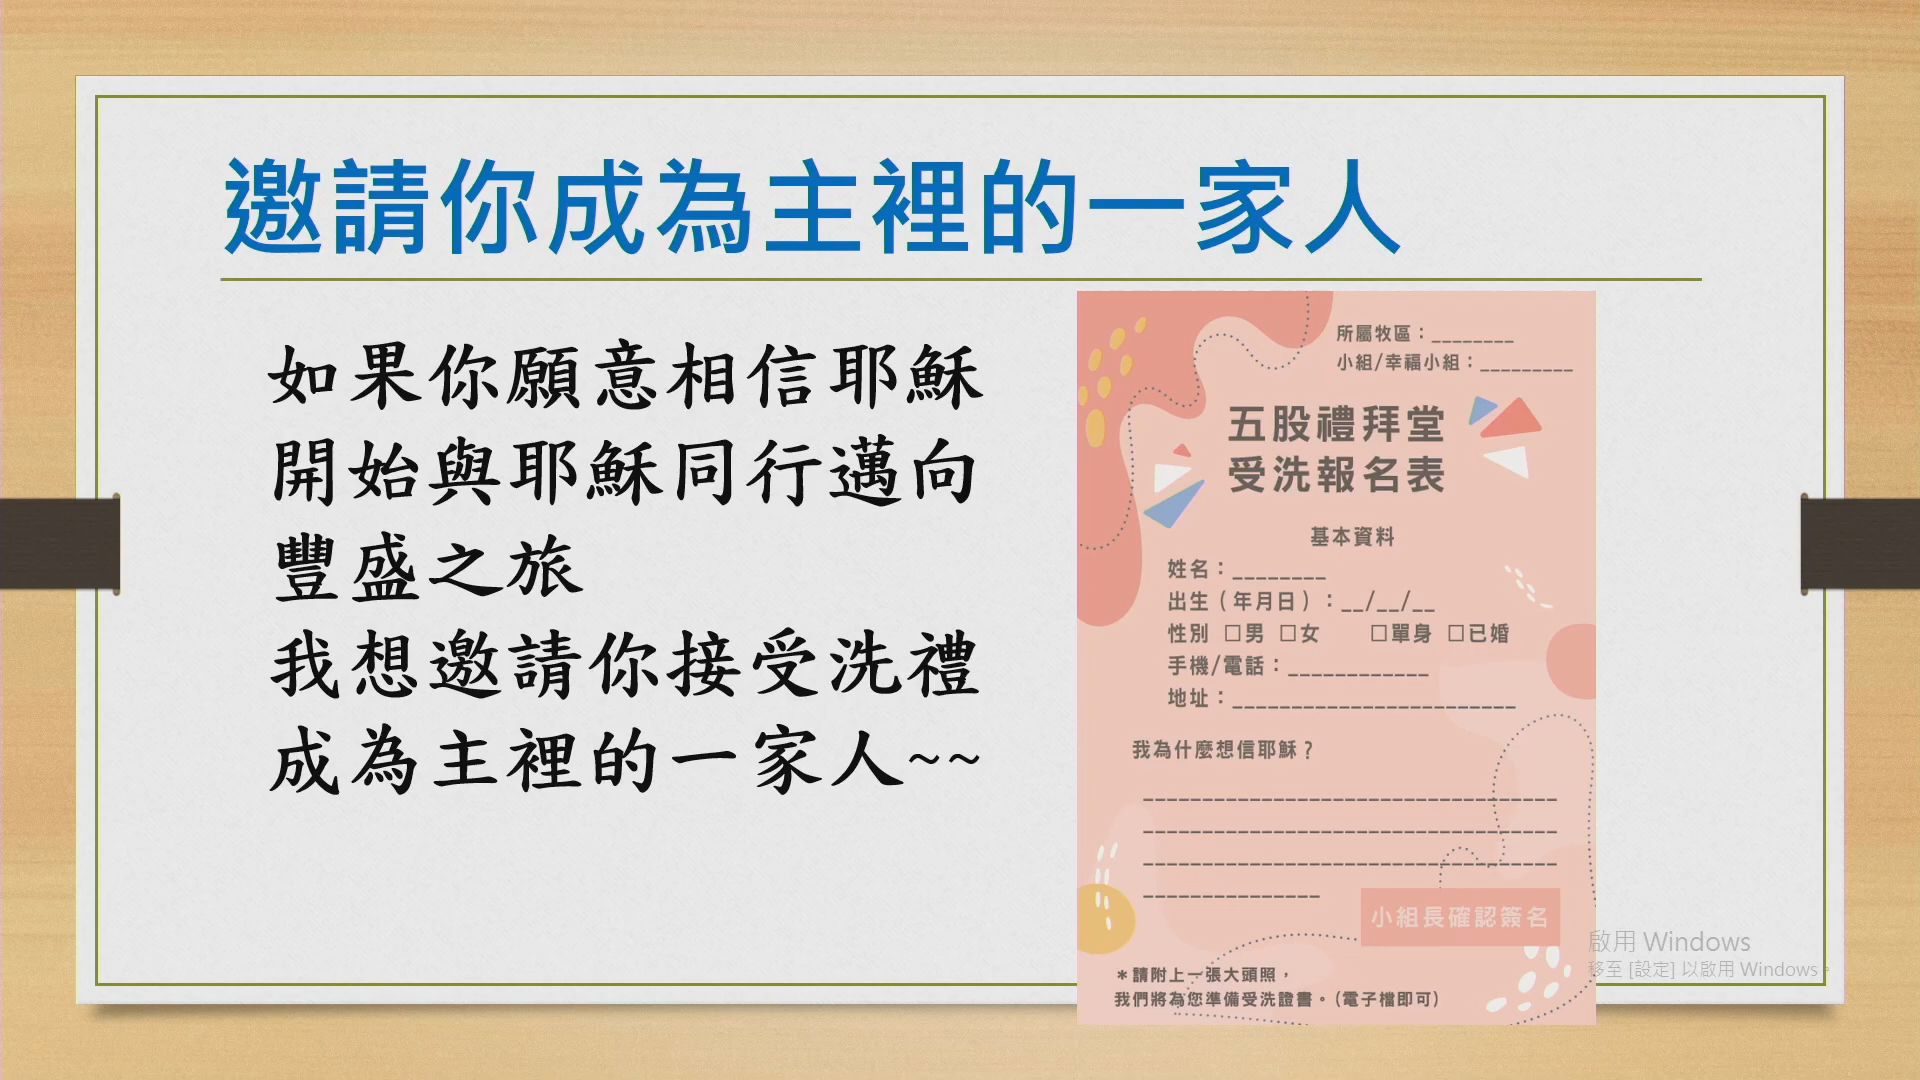 邀請你成為主裡的一家人
如果你願意相信耶穌
開始與耶穌同行邁向
豐盛之旅
我想邀請你接受洗禮
成為主裡的一家人~~
所屬牧區：________
小組/幸福小組：_________
五股禮拜堂
受洗報名表
基本資料
姓名：________
出生（年月日）：__/__/__
性別 □男 □女 □單身 □已婚
手機/電話：____________
地址：________________________
我為什麼想信耶穌？
___________________________________
___________________________________
___________________________________
_______________
小組長確認簽名
＊請附上一張大頭照，
我們將為您準備受洗證書。(電子檔即可)
啟用 Windows
移至 [設定] 以啟用 Windows。